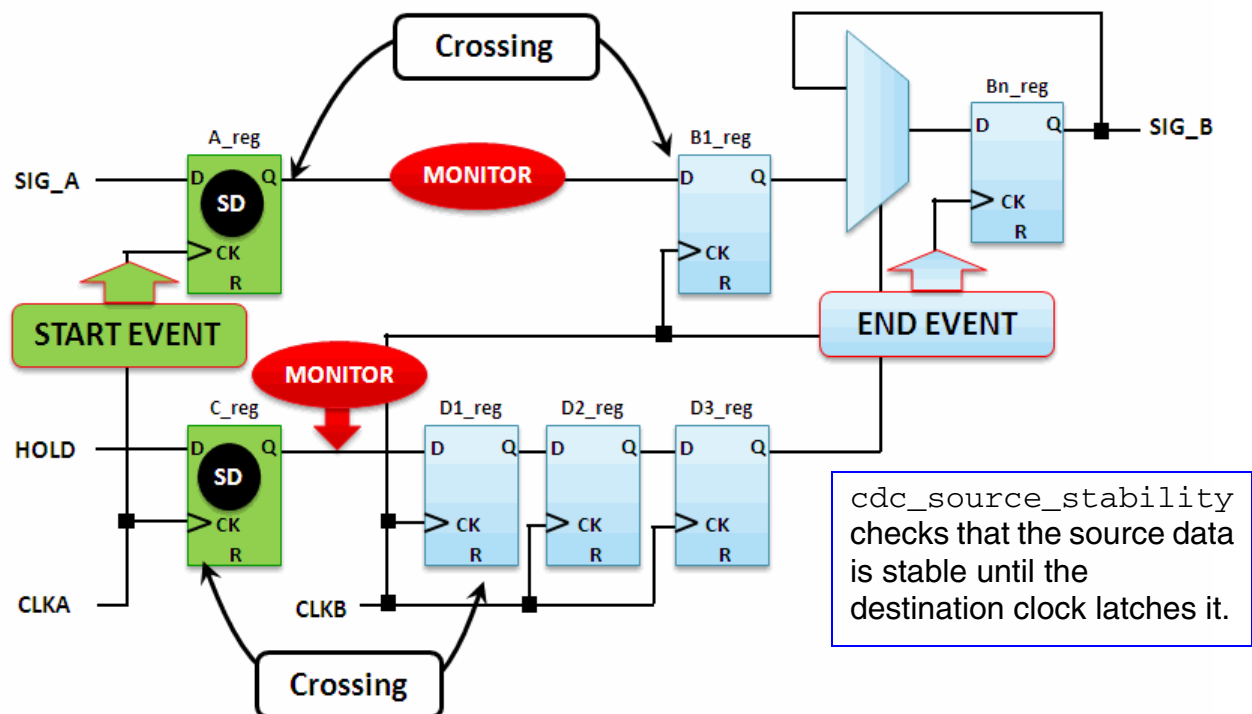 Crossing
A_reg
B1_reg
Bn_reg
SIG_A
D
Q
SD
CK
R
MONITOR
D
Q
CK
R
D
Q
CK
R
SIG_B
START EVENT
END EVENT
MONITOR
C_reg
D1_reg
D2_reg
D3_reg
HOLD
D
Q
SD
CK
R
D
Q
CK
R
D
Q
CK
R
D
Q
CK
R
CLKA
CLKB
Crossing
cdc_source_stability
checks that the source data
is stable until the
destination clock latches it.